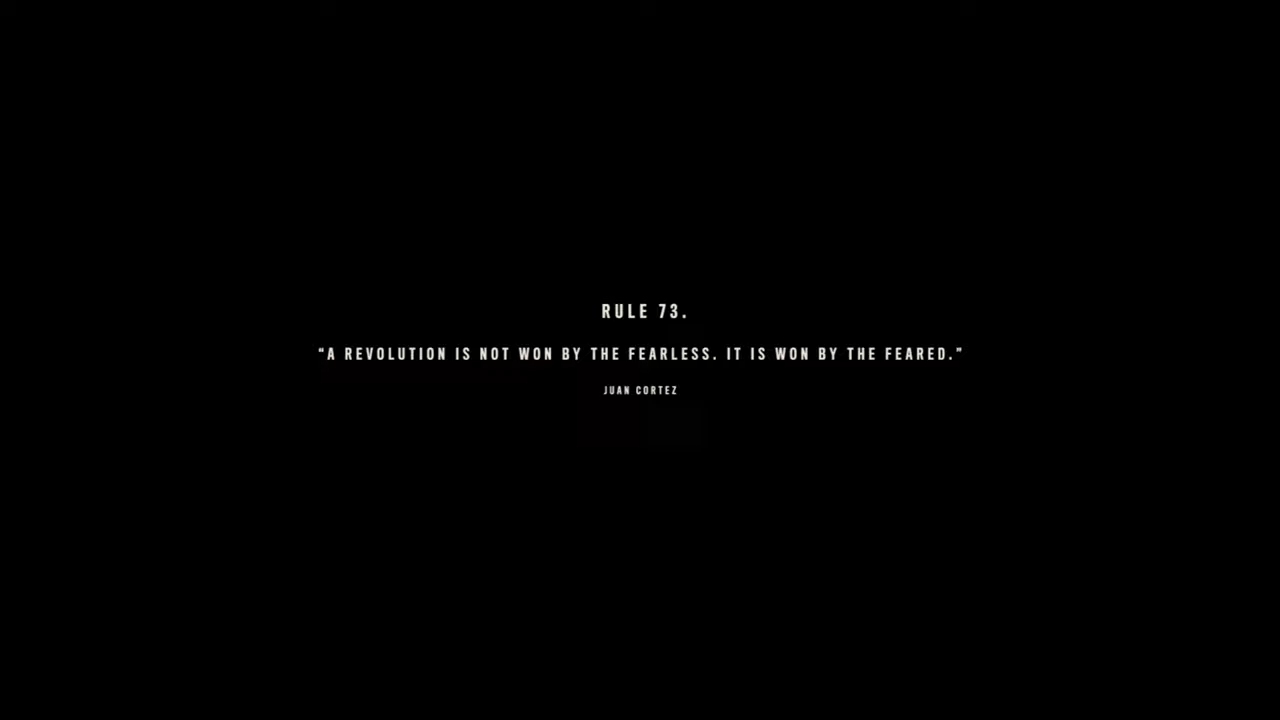 RULE 73.
“A REVOLUTION IS NOT WON BY THE FEARLESS. IT IS WON BY THE FEARED.”
JUAN CORTEZ